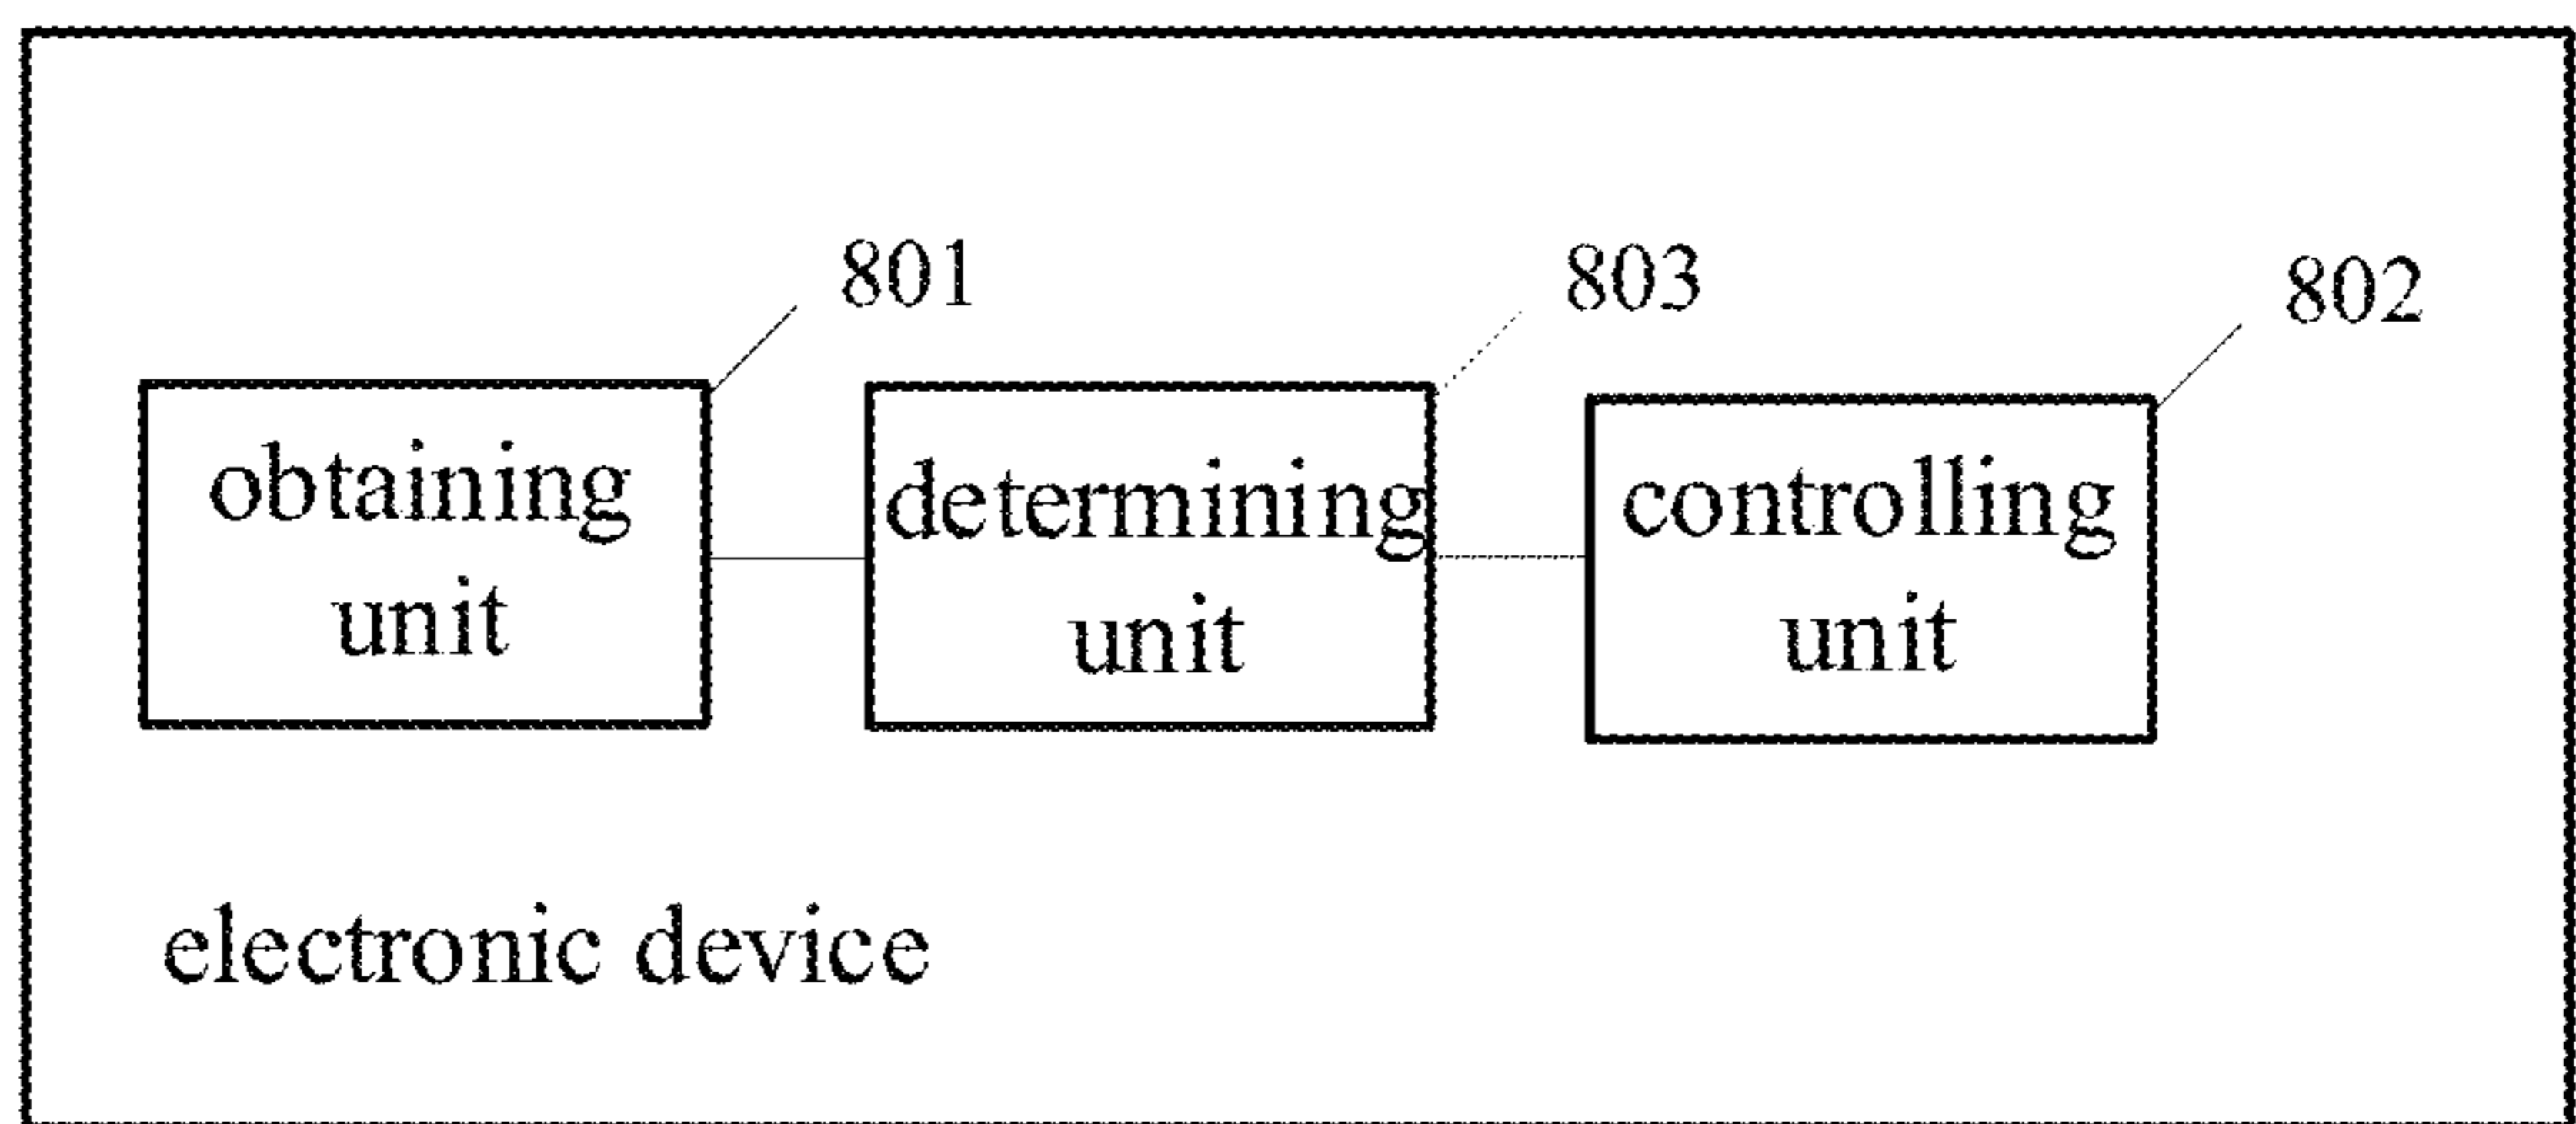 801
803
802
obtaining
unit
determining
unit
controlling
unit
electronic device